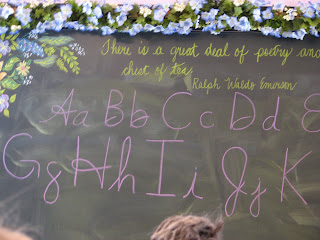 There is a great deal of poetry and
chest of tea.
Ralph Waldo Emerson
Aa Bb Cc Dd E
Gg Hh Ii Jj K